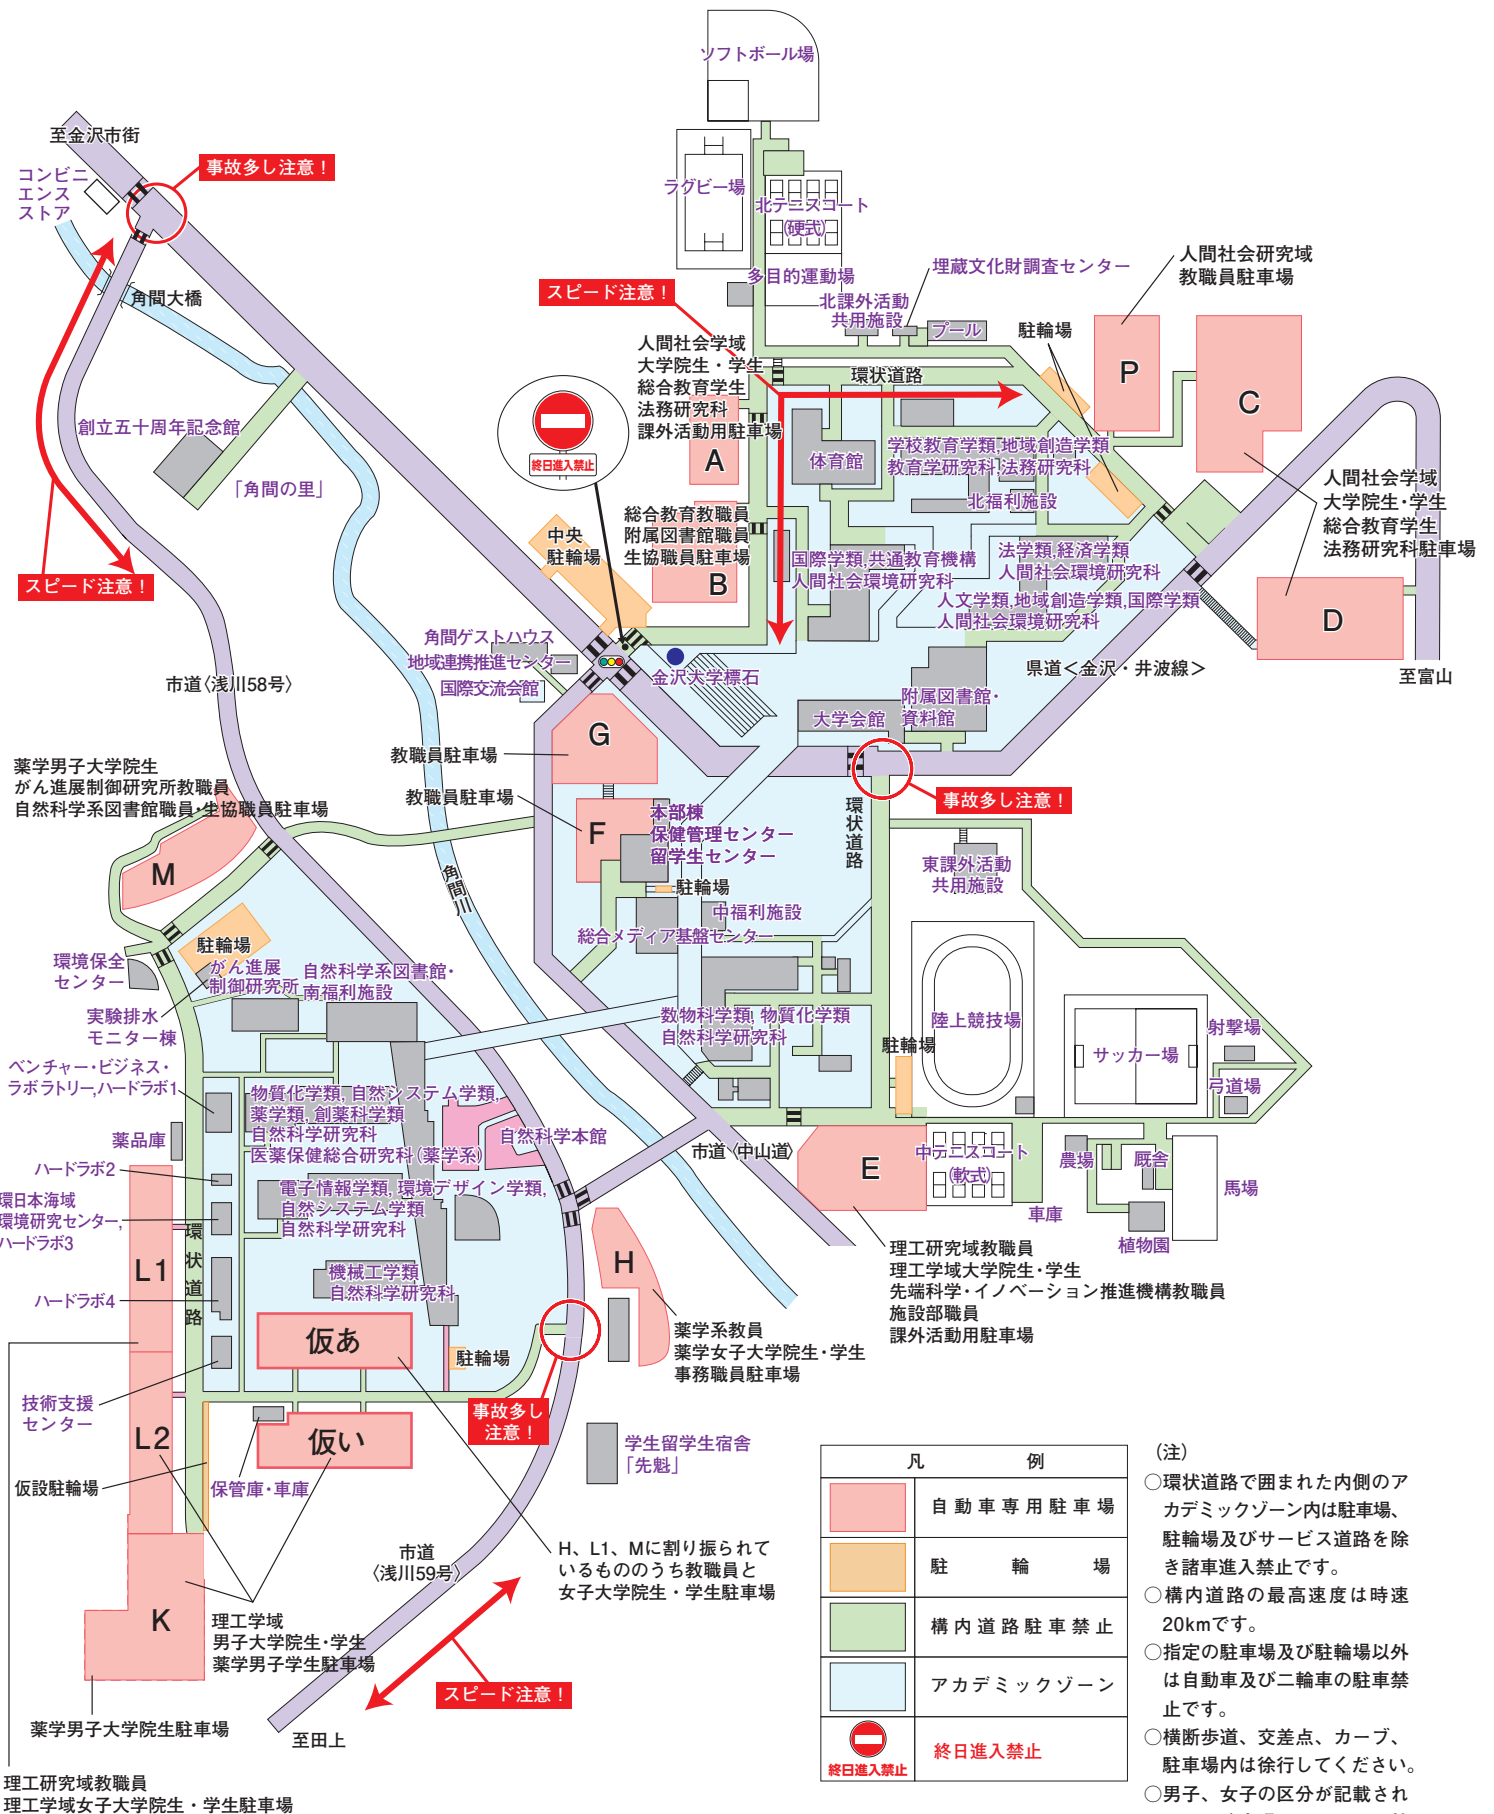 ソフトボール場
至金沢市街
コンビニ
エンス
ストア
事故多し注意！
ラグビー場
北テニスコート
（硬式）
角間大橋
多目的運動場
スピード注意！
埋蔵文化財調査センター
北課外活動
共用施設
プール
人間社会研究域
教職員駐車場
駐輪場
人間社会学域
大学院生・学生
総合教育学生
法務研究科
課外活動用駐車場
A
環状道路
P
C
終日進入禁止
創立五十周年記念館
「角間の里」
体育館
学校教育学類,地域創造学類
教育学研究科,法務研究科
北福利施設
人間社会学域
大学院生・学生
総合教育学生
法務研究科駐車場
総合教育教職員
附属図書館職員
生協職員駐車場
B
中央
駐輪場
国際学類,共通教育機構
人間社会環境研究科
法学類,経済学類
人間社会環境研究科
人文学類,地域創造学類,国際学類
人間社会環境研究科
D
スピード注意！
角間ゲストハウス
地域連携推進センター
国際交流会館
金沢大学標石
県道＜金沢・井波線＞
至富山
市道〈浅川58号〉
附属図書館・
資料館
大学会館
G
教職員駐車場
教職員駐車場
F
事故多し注意！
薬学男子大学院生
がん進展制御研究所教職員
自然科学系図書館職員・生協職員駐車場
M
本部棟
保健管理センター
留学生センター
環状道路
東課外活動
共用施設
角間川
駐輪場
中福利施設
総合メディア基盤センター
駐輪場
環境保全
センター
がん進展
制御研究所
自然科学系図書館・
南福利施設
実験排水
モニター棟
数物科学類, 物質化学類
自然科学研究科
陸上競技場
駐輪場
サッカー場
射撃場
弓道場
ベンチャー・ビジネス・
ラボラトリー,ハードラボ1
物質化学類, 自然システム学類,
薬学類, 創薬科学類
自然科学研究科
医薬保健総合研究科（薬学系）
自然科学本館
薬品庫
市道〈中山道〉
E
中テニスコート
（軟式）
農場
厩舎
馬場
車庫
植物園
ハードラボ2
電子情報学類, 環境デザイン学類,
自然システム学類
自然科学研究科
環日本海域
環境研究センター,
ハードラボ3
環状道路
L1
H
機械工学類
自然科学研究科
理工研究域教職員
理工学域大学院生・学生
先端科学・イノベーション推進機構教職員
施設部職員
課外活動用駐車場
ハードラボ4
仮あ
駐輪場
薬学系教員
薬学女子大学院生・学生
事務職員駐車場
技術支援
センター
L2
仮い
事故多し
注意！
仮設駐輪場
保管庫・車庫
学生留学生宿舎
「先魁」
市道
〈浅川59号〉
H、L1、Mに割り振られて
いるもののうち教職員と
女子大学院生・学生駐車場
K
理工学域
男子大学院生・学生
薬学男子学生駐車場
スピード注意！
薬学男子大学院生駐車場
至田上
理工研究域教職員
理工学域女子大学院生・学生駐車場
凡例
自動車専用駐車場
駐輪場
構内道路駐車禁止
アカデミックゾーン
終日進入禁止
終日進入禁止
（注）
○環状道路で囲まれた内側のア
カデミックゾーン内は駐車場、
駐輪場及びサービス道路を除
き諸車進入禁止です。
○構内道路の最高速度は時速
20kmです。
○指定の駐車場及び駐輪場以外
は自動車及び二輪車の駐車禁
止です。
○横断歩道、交差点、カーブ、
駐車場内は徐行してください。
○男子、女子の区分が記載され